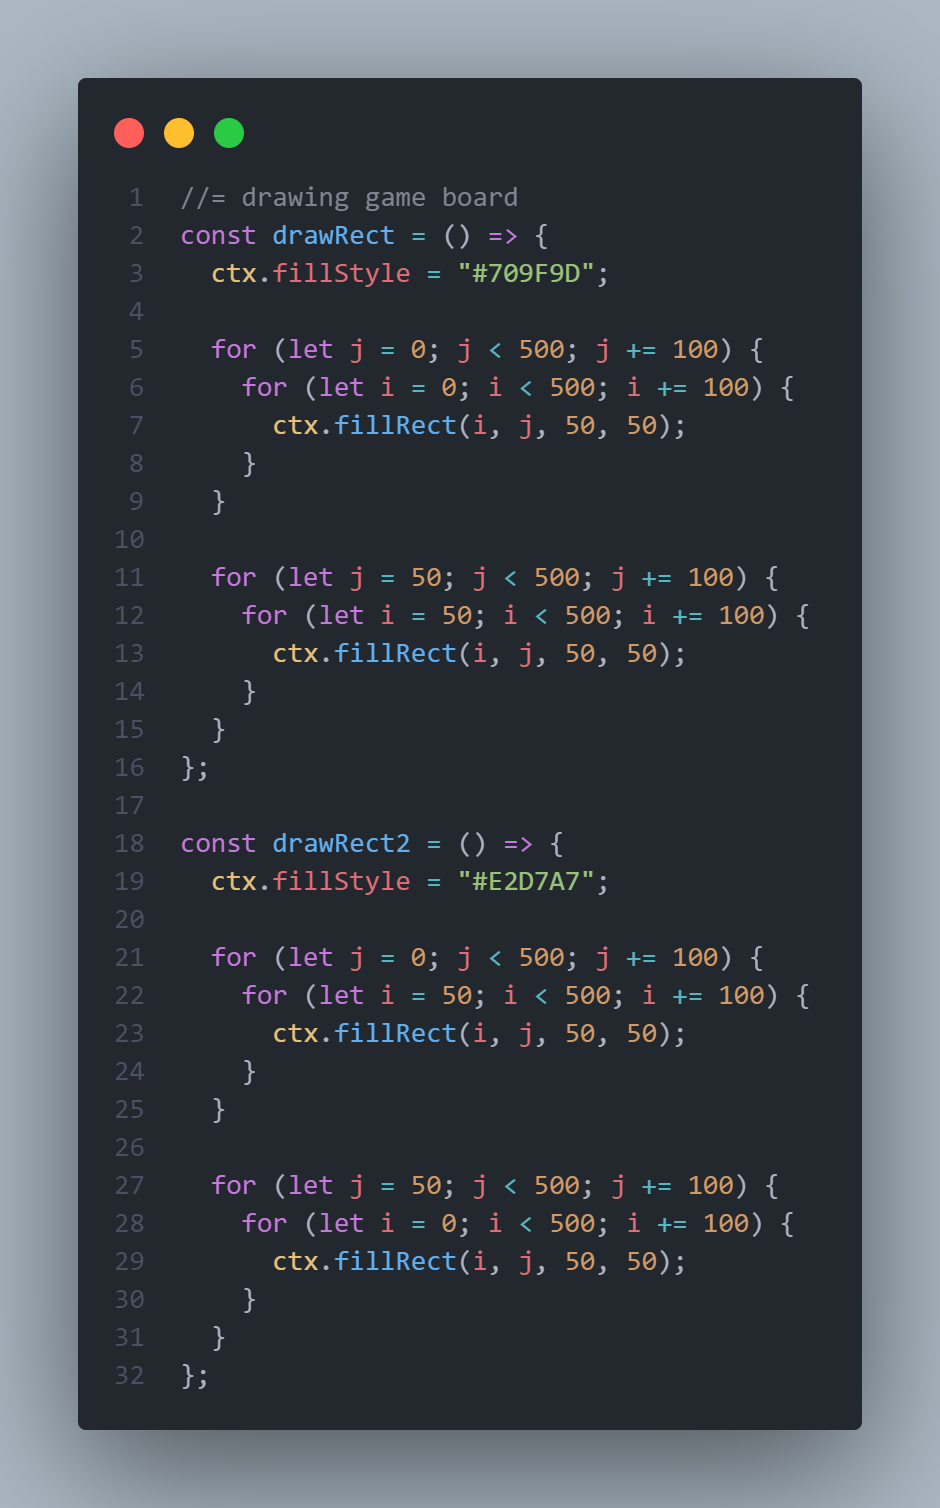 1 //= drawing game board
2 const drawRect = () => {
3   ctx.fillStyle = "#709F9D";
4
5   for (let j = 0; j < 500; j += 100) {
6     for (let i = 0; i < 500; i += 100) {
7       ctx.fillRect(i, j, 50, 50);
8     }
9   }
10
11   for (let j = 50; j < 500; j += 100) {
12     for (let i = 50; i < 500; i += 100) {
13       ctx.fillRect(i, j, 50, 50);
14     }
15   }
16 };
17
18 const drawRect2 = () => {
19   ctx.fillStyle = "#E2D7A7";
20
21   for (let j = 0; j < 500; j += 100) {
22     for (let i = 50; i < 500; i += 100) {
23       ctx.fillRect(i, j, 50, 50);
24     }
25   }
26
27   for (let j = 50; j < 500; j += 100) {
28     for (let i = 0; i < 500; i += 100) {
29       ctx.fillRect(i, j, 50, 50);
30     }
31   }
32 };